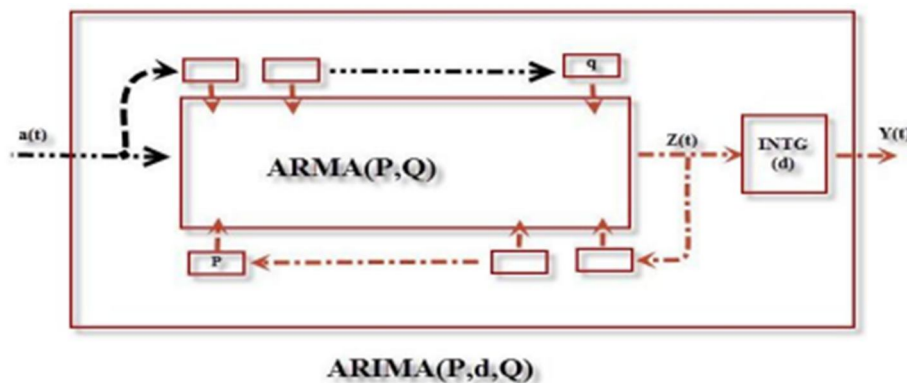 q
a(t)
Z(t)
INTG
(d)
Y(t)
ARMA(P,Q)
P
ARIMA(P,d,Q)